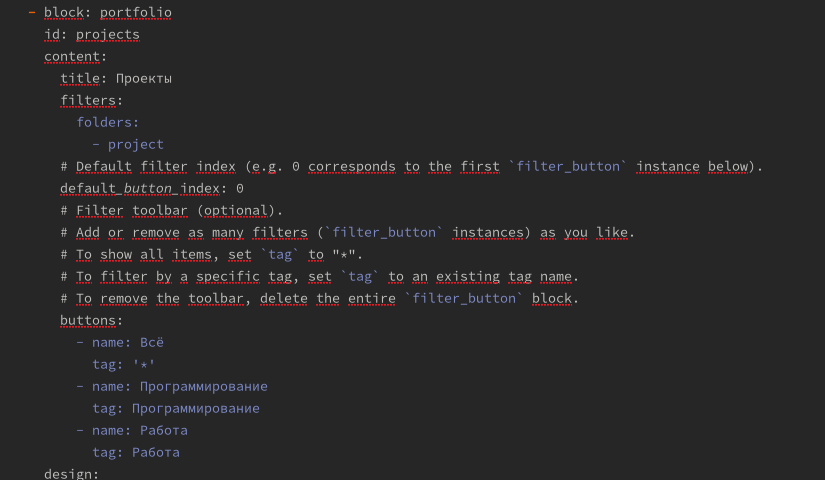 - block: portfolio
id: projects
content:
title: Проекты
filters:
folders:
- project
# Default filter index (e.g. 0 corresponds to the first `filter_button` instance below).
default_button_index: 0
# Filter toolbar (optional).
# Add or remove as many filters (`filter_button` instances) as you like.
# To show all items, set `tag` to "*".
# To filter by a specific tag, set `tag` to an existing tag name.
# To remove the toolbar, delete the entire `filter_button` block.
buttons:
- name: Всё
tag: '*'
- name: Программирование
tag: Программирование
- name: Работа
tag: Работа
design: